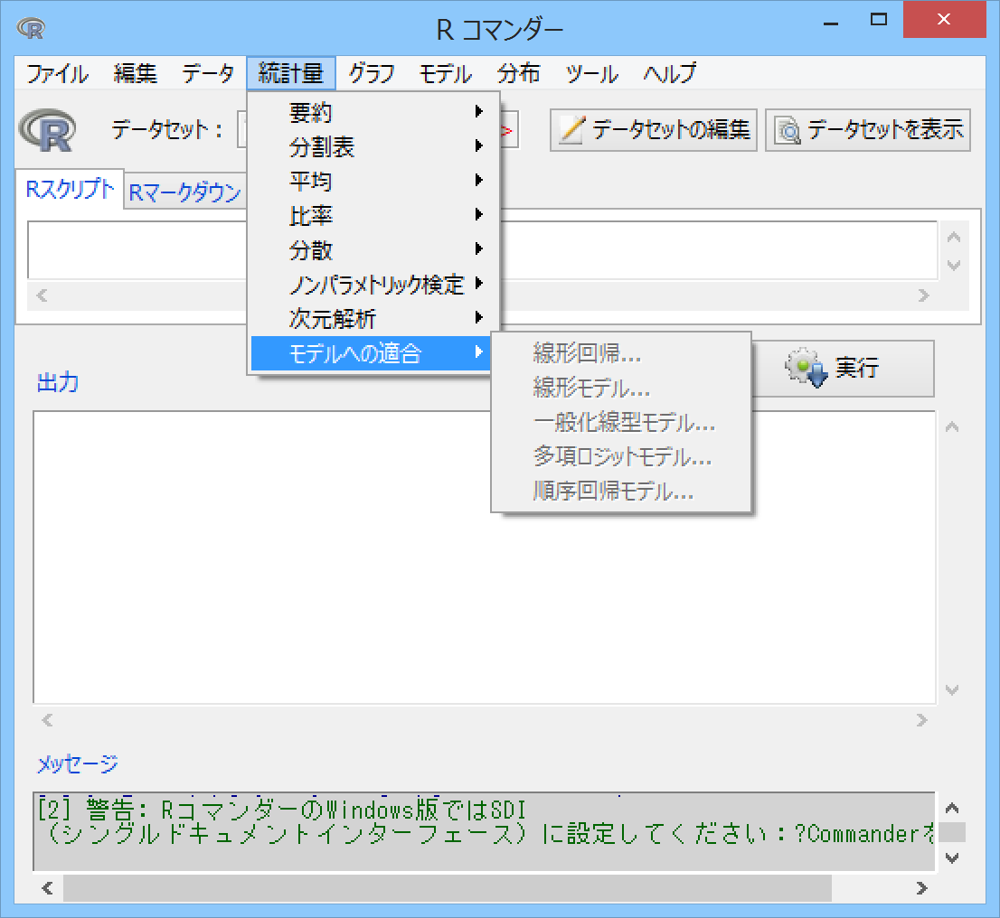 R コマンダー
ファイル 編集 データ 統計量 グラフ モデル 分布 ツール ヘルプ
R データセット： > データセットの編集 データセットを表示
Rスクリプト Rマークダウン
要約
分割表
平均
比率
分散
ノンパラメトリック検定
次元解析
モデルへの適合
線形回帰...
線形モデル...
一般化線型モデル...
多項ロジットモデル...
順序回帰モデル...
実行
出力
メッセージ
[2] 警告: RコマンダーのWindows版ではSDI
（シングルドキュメントインターフェース）に設定してください：?Commanderを